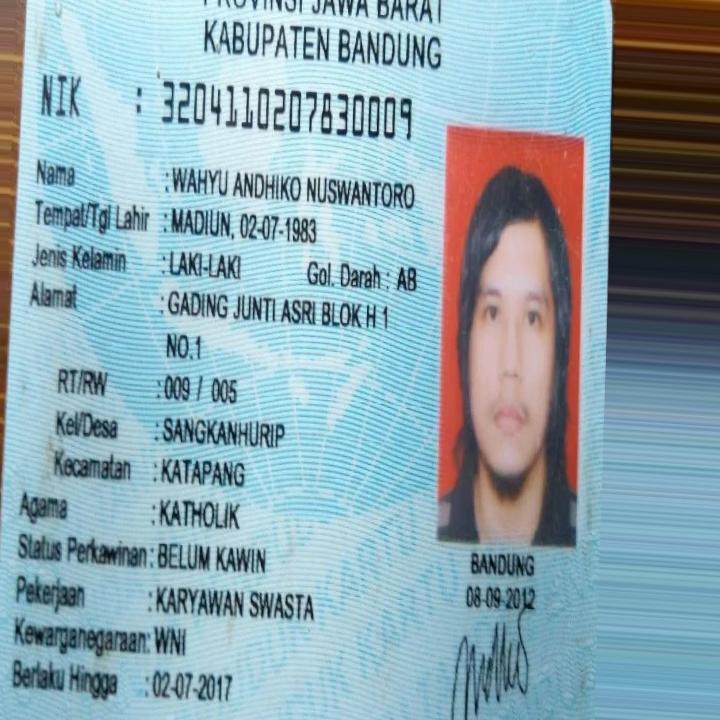 PROVINSI JAWA BARAT
KABUPATEN BANDUNG
NIK : 3204110207830009
Nama : WAHYU ANDHIKO NUSWANTORO
Tempat/Tgl Lahir : MADIUN, 02-07-1983
Jenis Kelamin : LAKI-LAKI Gol. Darah : AB
Alamat : GADING JUNTI ASRI BLOK H 1
NO.1
RT/RW : 009 / 005
Kel/Desa : SANGKANHURIP
Kecamatan : KATAPANG
Agama : KATHOLIK
Status Perkawinan : BELUM KAWIN
Pekerjaan : KARYAWAN SWASTA
Kewarganegaraan: WNI
Berlaku Hingga : 02-07-2017
BANDUNG
08-09-2012